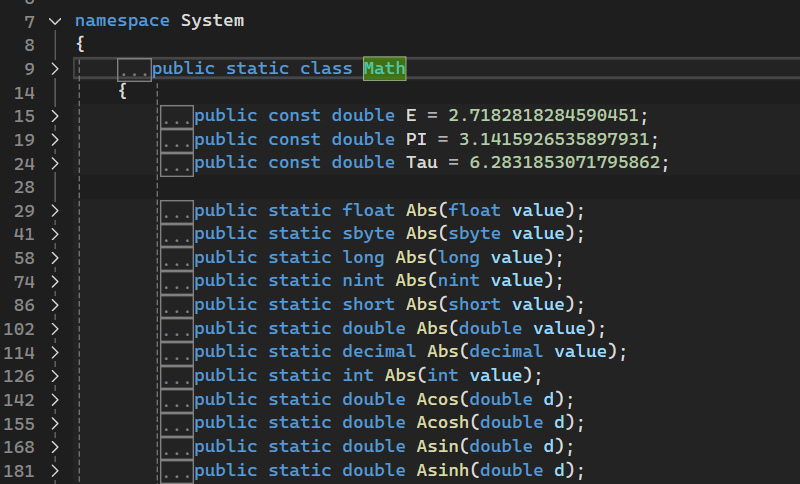 7 namespace System
8 {
9 ...public static class Math
14 {
15 ...public const double E = 2.7182818284590451;
19 ...public const double PI = 3.1415926535897931;
24 ...public const double Tau = 6.2831853071795862;
28
29 ...public static float Abs(float value);
41 ...public static sbyte Abs(sbyte value);
58 ...public static long Abs(long value);
74 ...public static nint Abs(nint value);
86 ...public static short Abs(short value);
102 ...public static double Abs(double value);
114 ...public static decimal Abs(decimal value);
126 ...public static int Abs(int value);
142 ...public static double Acos(double d);
155 ...public static double Acosh(double d);
168 ...public static double Asin(double d);
181 ...public static double Asinh(double d);